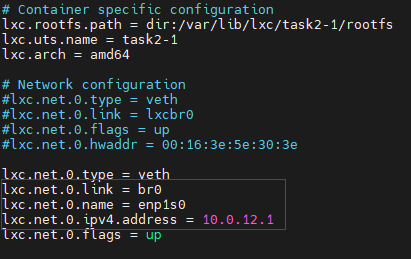 # Container specific configuration
lxc.rootfs.path = dir:/var/lib/lxc/task2-1/rootfs
lxc.uts.name = task2-1
lxc.arch = amd64
# Network configuration
#lxc.net.0.type = veth
#lxc.net.0.link = lxcbr0
#lxc.net.0.flags = up
#lxc.net.0.hwaddr = 00:16:3e:5e:30:3e
lxc.net.0.type = veth
lxc.net.0.link = br0
lxc.net.0.name = enp1s0
lxc.net.0.ipv4.address = 10.0.12.1
lxc.net.0.flags = up